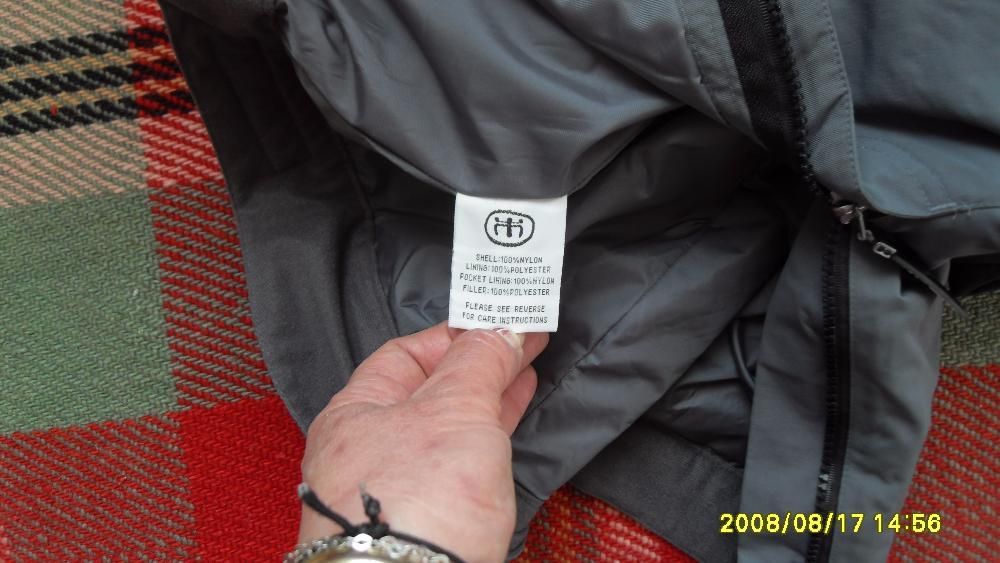 SHELL:100%NYLON
LINING:100%POLYESTER
POCKET LINING:100%NYLON
FILLER:100%POLYESTER
PLEASE SEE REVERSE
FOR CARE INSTRUCTIONS
2008/08/17 14:56